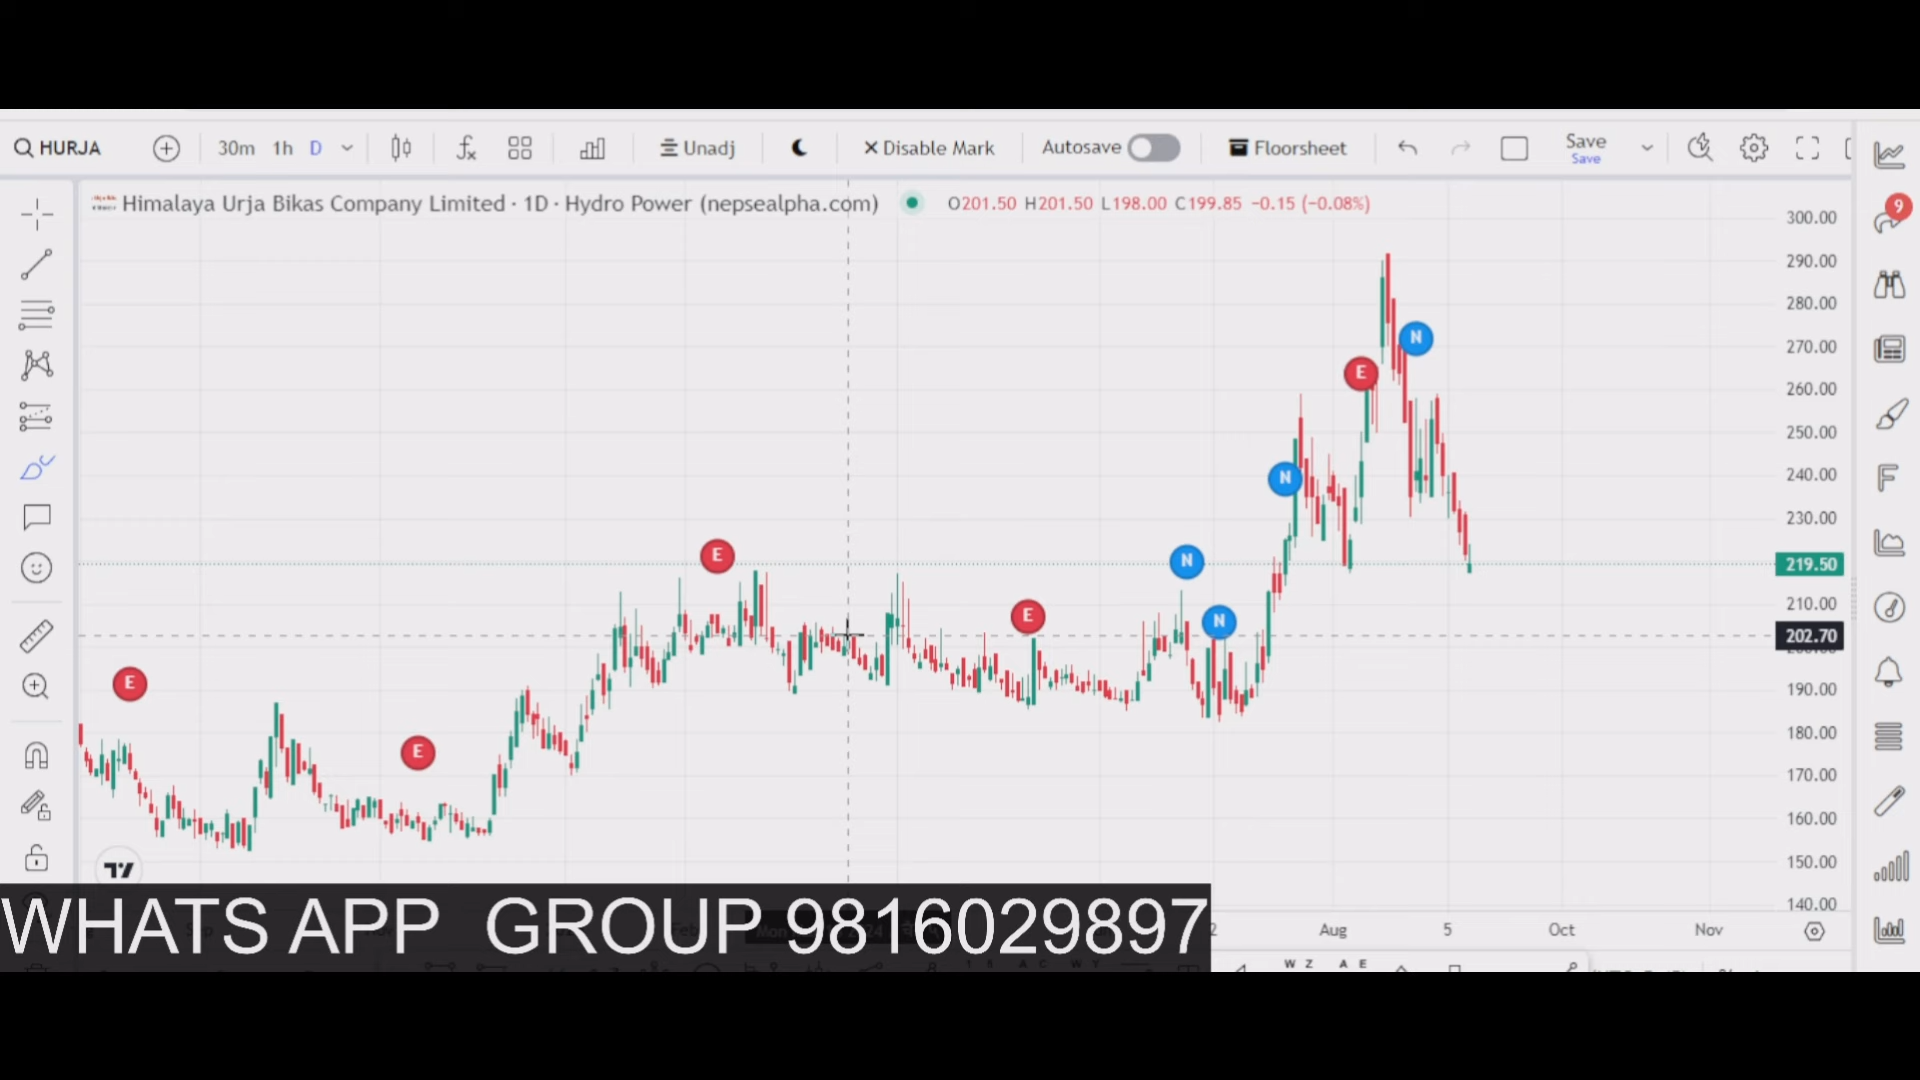 HURJA
30m 1h D
Unadj
Disable Mark
Autosave
Floorsheet
Save
Save
9
Himalaya Urja Bikas Company Limited · 1D · Hydro Power (nepsealpha.com)
O201.50 H201.50 L198.00 C199.85 −0.15 (−0.08%)
300.00
290.00
N
280.00
E
270.00
260.00
250.00
N
240.00
230.00
E
N
219.50
E
N
210.00
202.70
E
190.00
180.00
E
170.00
160.00
150.00
140.00
WHATS APP GROUP 9816029897
Aug 5 Oct Nov
W Z A E